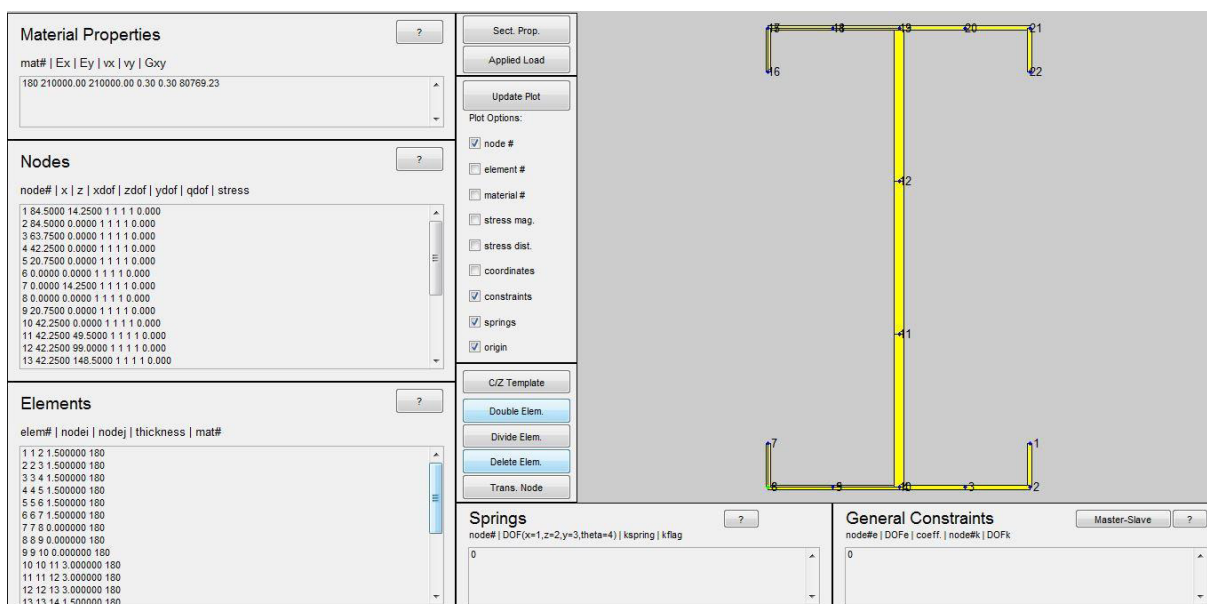 Material Properties
?
mat# | Ex | Ey | vx | vy | Gxy
180 210000.00 210000.00 0.30 0.30 80769.23
Nodes
?
node# | x | z | xdof | zdof | ydof | qdof | stress
1 84.5000 14.2500 1 1 1 1 0.000
2 84.5000 0.0000 1 1 1 1 0.000
3 63.7500 0.0000 1 1 1 1 0.000
4 42.2500 0.0000 1 1 1 1 0.000
5 20.7500 0.0000 1 1 1 1 0.000
6 0.0000 0.0000 1 1 1 1 0.000
7 0.0000 14.2500 1 1 1 1 0.000
8 0.0000 0.0000 1 1 1 1 0.000
9 20.7500 0.0000 1 1 1 1 0.000
10 42.2500 0.0000 1 1 1 1 0.000
11 42.2500 49.5000 1 1 1 1 0.000
12 42.2500 99.0000 1 1 1 1 0.000
13 42.2500 148.5000 1 1 1 1 0.000
Elements
?
elem# | nodei | nodej | thickness | mat#
1 1 2 1.500000 180
2 2 3 1.500000 180
3 3 4 1.500000 180
4 4 5 1.500000 180
5 5 6 1.500000 180
6 6 7 1.500000 180
7 7 8 0.000000 180
8 8 9 0.000000 180
9 9 10 0.000000 180
10 10 11 3.000000 180
11 11 12 3.000000 180
12 12 13 3.000000 180
13 13 14 1.500000 180
Sect. Prop.
Applied Load
Update Plot
Plot Options:
node #
element #
material #
stress mag.
stress dist.
coordinates
constraints
springs
origin
C/Z Template
Double Elem.
Divide Elem.
Delete Elem.
Trans. Node
20
21
16
22
12
11
7
1
3
2
Springs
?
node# | DOF(x=1,z=2,y=3,theta=4) | kspring | kflag
0
General Constraints
Master-Slave
?
node#e | DOFe | coeff. | node#k | DOFk
0